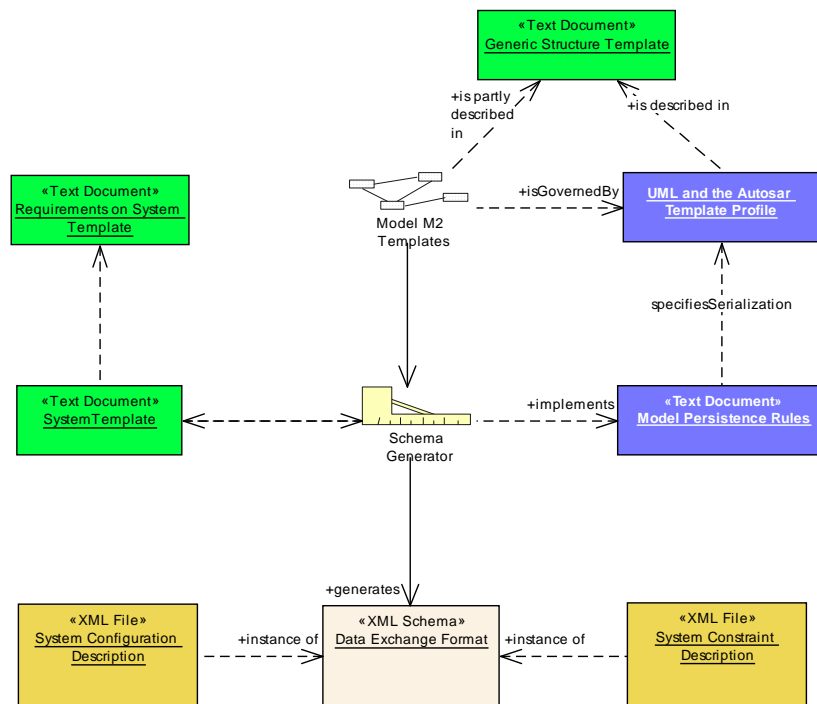 «Text Document»
Generic Structure Template
+is partly
described
in
+is described in
«Text Document»
Requirements on System
Template
Model M2
Templates
+isGovernedBy
UML and the Autosar
Template Profile
specifiesSerialization
«Text Document»
SystemTemplate
Schema
Generator
+implements
«Text Document»
Model Persistence Rules
+generates
«XML File»
System Configuration
Description
+instance of
«XML Schema»
Data Exchange Format
+instance of
«XML File»
System Constraint
Description